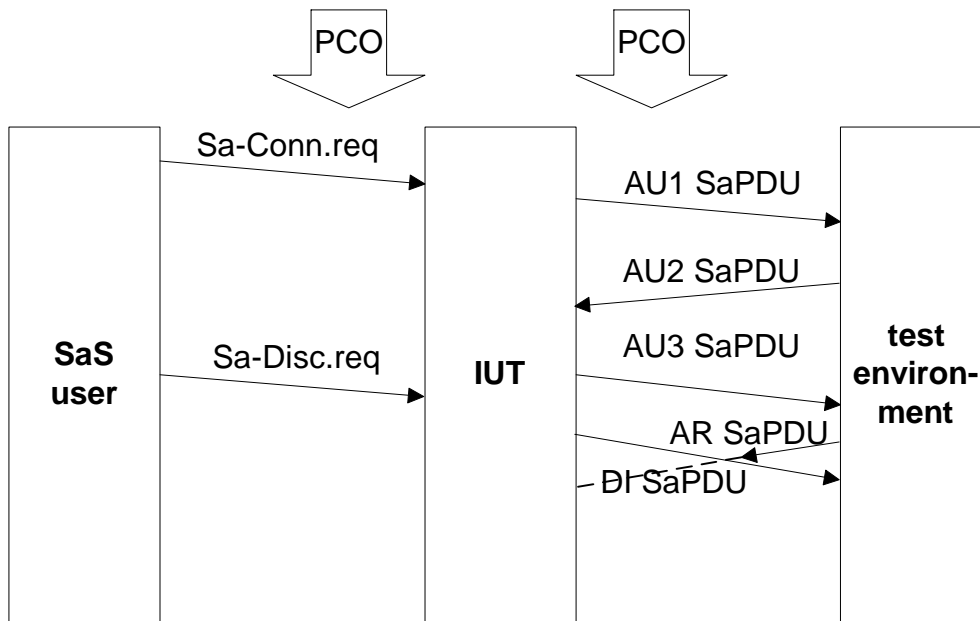 PCO
PCO
Sa-Conn.req
AU1 SaPDU
AU2 SaPDU
SaS
user
Sa-Disc.req
IUT
AU3 SaPDU
test
environ-
ment
AR SaPDU
DI SaPDU